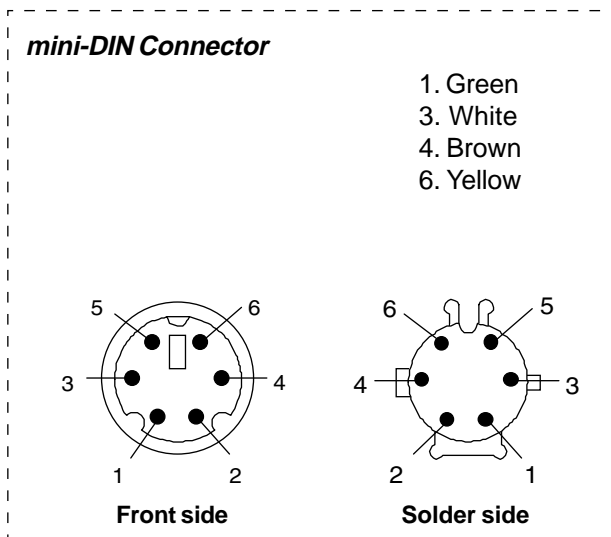 mini-DIN Connector
1. Green
3. White
4. Brown
6. Yellow
5 6
6 5
3 4
4 3
1 2
2 1
Front side
Solder side